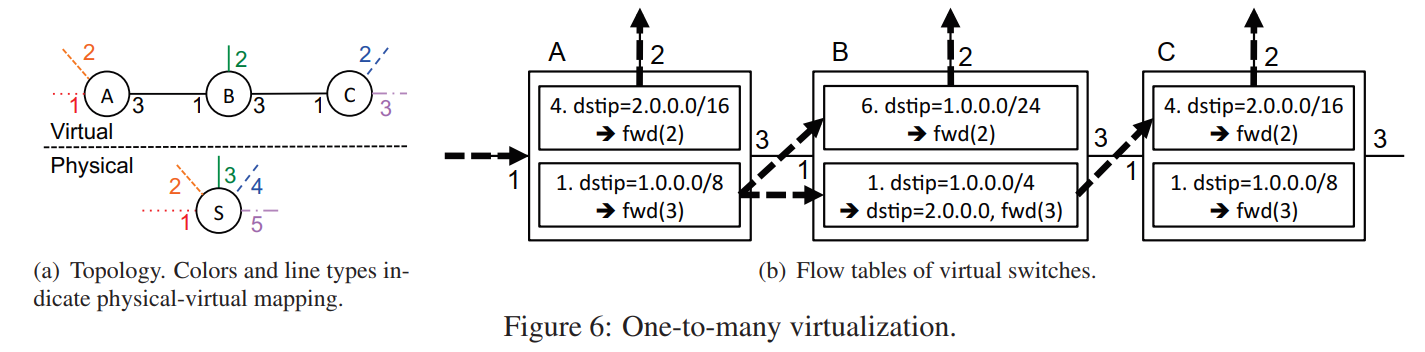 2
2
2
1
A
3
1
B
3
1
C
3
Virtual
Physical
2
3
4
1
S
5
(a) Topology. Colors and line types in-
dicate physical-virtual mapping.
A
2
4. dstip=2.0.0.0/16
➔ fwd(2)
1. dstip=1.0.0.0/8
➔ fwd(3)
1
3
B
2
6. dstip=1.0.0.0/24
➔ fwd(2)
1. dstip=1.0.0.0/4
➔ dstip=2.0.0.0, fwd(3)
1
3
C
2
4. dstip=2.0.0.0/16
➔ fwd(2)
1. dstip=1.0.0.0/8
➔ fwd(3)
1
3
(b) Flow tables of virtual switches.
Figure 6: One-to-many virtualization.